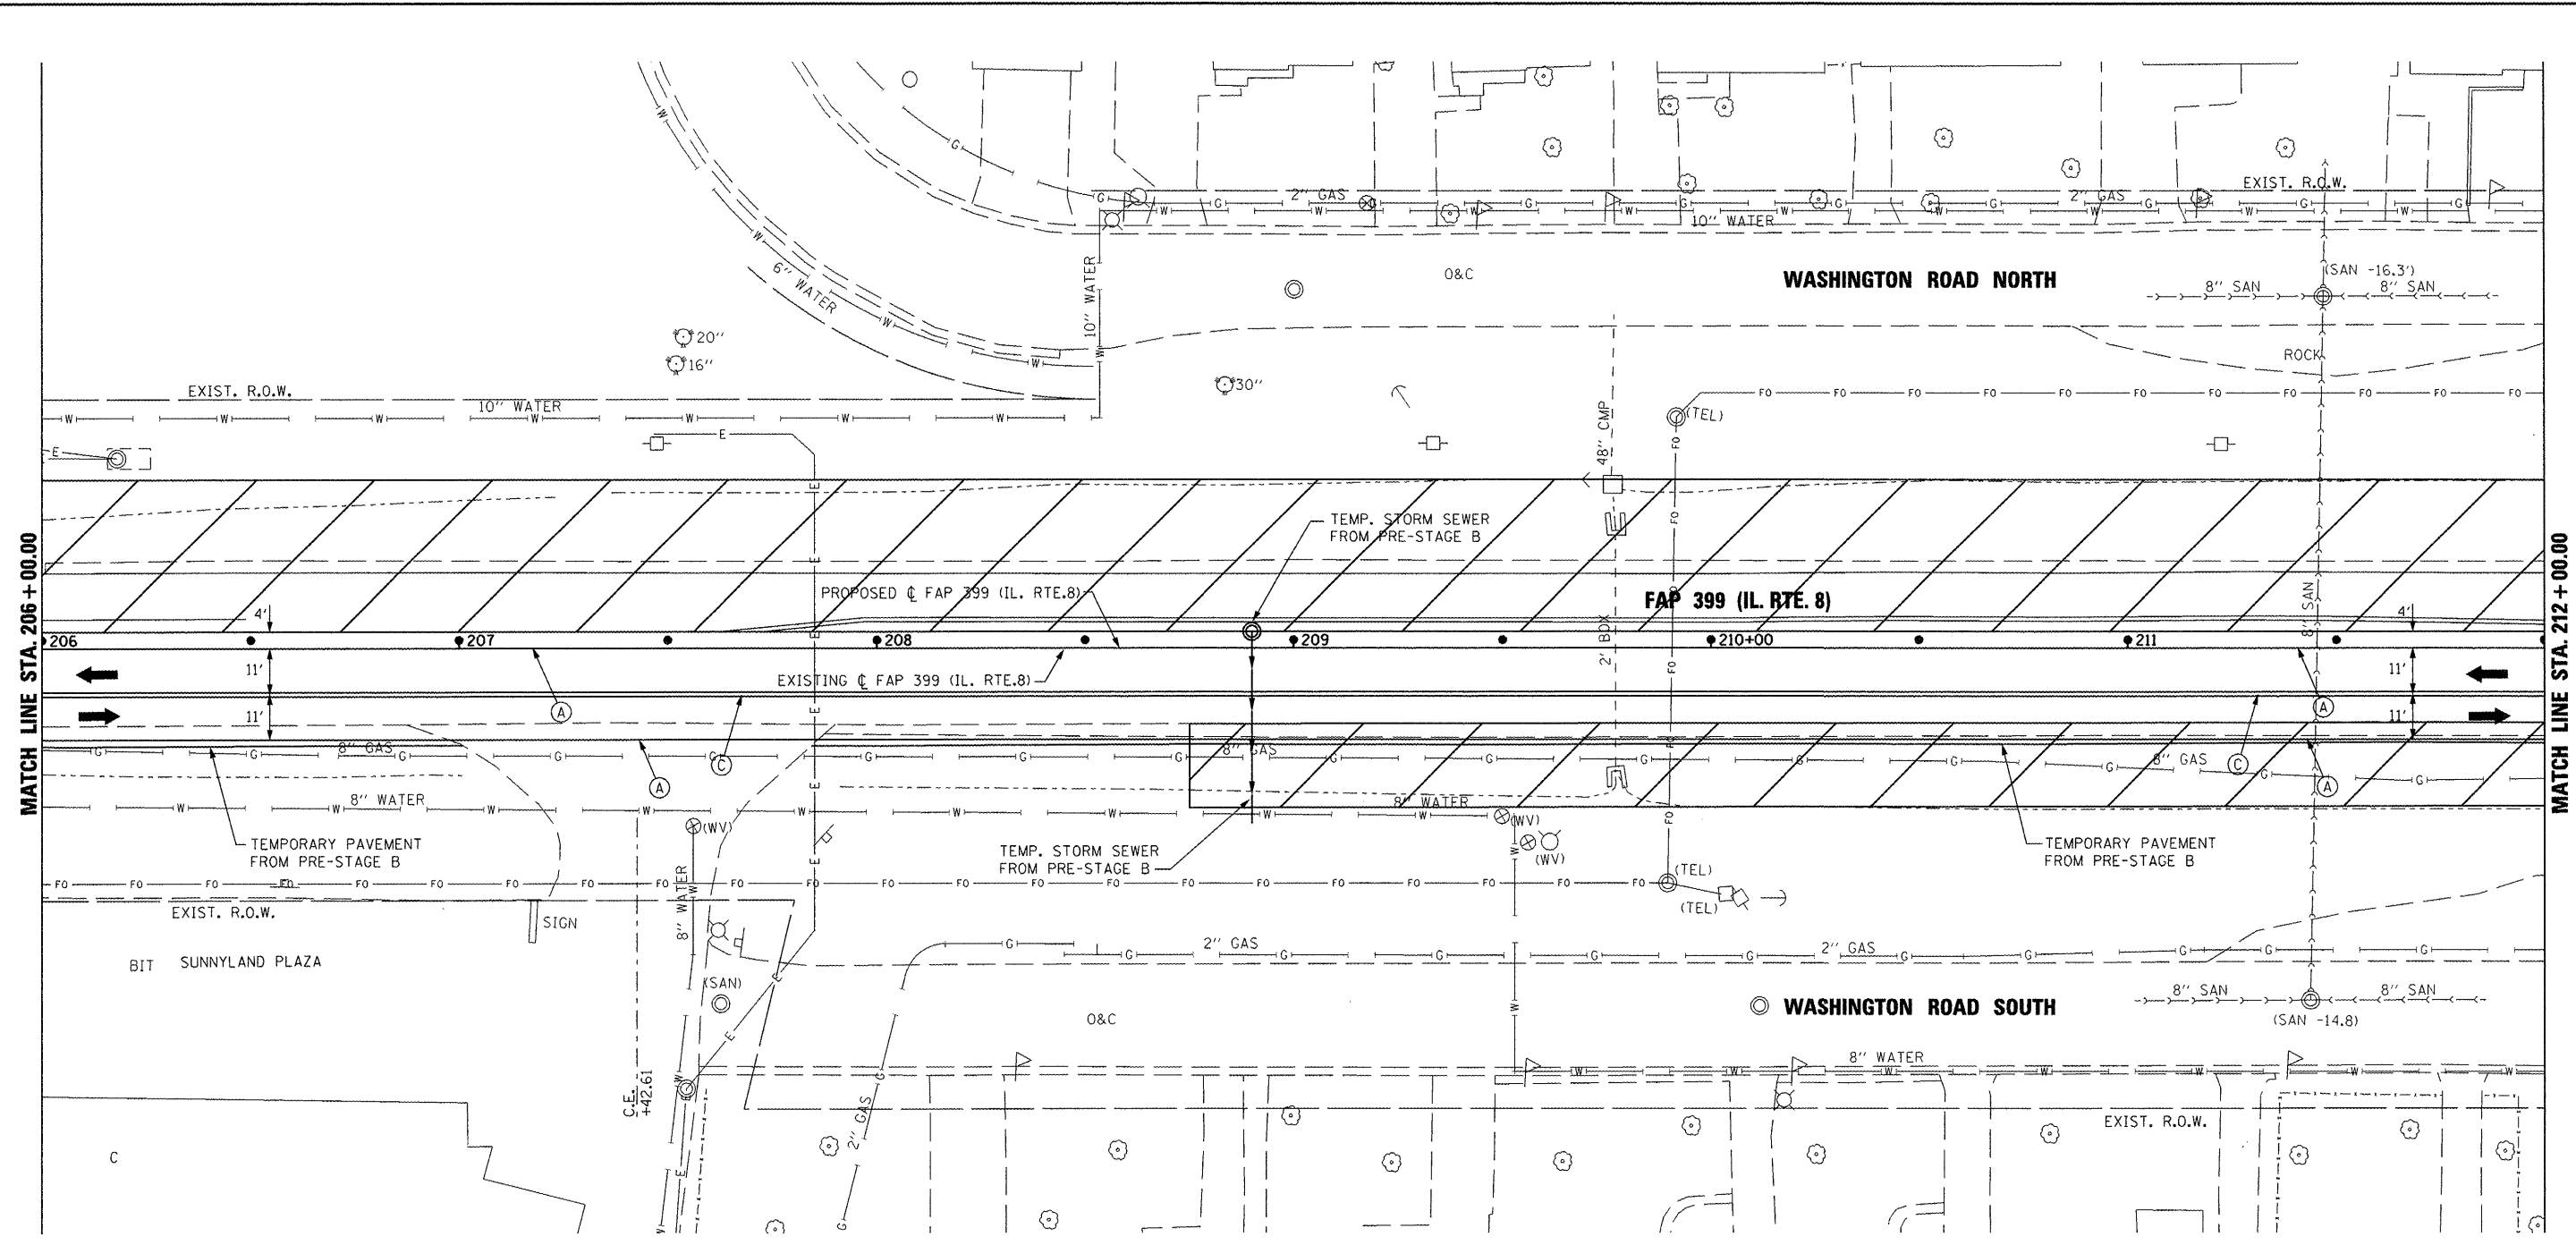 2" GAS
2" GAS
EXIST. R.O.W.
10" WATER
10" WATER
6" WATER
O&C
WASHINGTON ROAD NORTH
(SAN -16.3')
8" SAN
8" SAN
20"
16"
30"
ROCK
EXIST. R.O.W.
10" WATER
48" CMP
(TEL)
TEMP. STORM SEWER
FROM PRE-STAGE B
PROPOSED ℄ FAP 399 (IL. RTE.8)
FAP 399 (IL. RTE. 8)
MATCH LINE STA. 206 + 00.00
MATCH LINE STA. 212 + 00.00
4'
4'
8" SAN
2' BOX
206
207
208
209
210+00
211
11'
11'
EXISTING ℄ FAP 399 (IL. RTE.8)
11'
11'
A
A
C
A
C
A
8" GAS
8" GAS
8" GAS
8" WATER
8" WATER
(WV)
(WV)
(WV)
TEMPORARY PAVEMENT
FROM PRE-STAGE B
TEMP. STORM SEWER
FROM PRE-STAGE B
TEMPORARY PAVEMENT
FROM PRE-STAGE B
(TEL)
(TEL)
EXIST. R.O.W.
SIGN
8" WATER
BIT SUNNYLAND PLAZA
2" GAS
2" GAS
(SAN)
O&C
WASHINGTON ROAD SOUTH
8" SAN
8" SAN
(SAN -14.8)
C.E.
+42.61
8" WATER
2" GAS
EXIST. R.O.W.
C